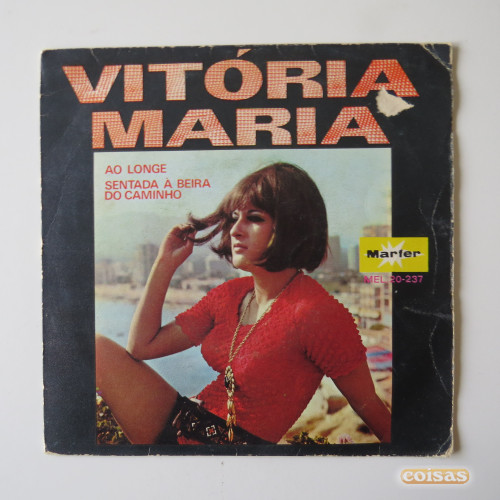 VITÓRIA
MARIA
AO LONGE
SENTADA À BEIRA
DO CAMINHO
Marfer
MEL 20-237
coisas